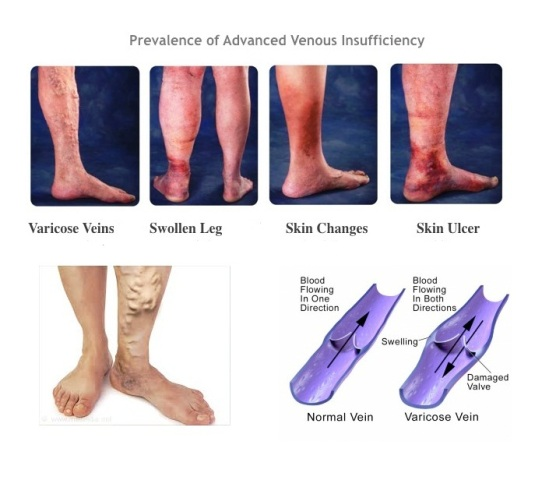 Prevalence of Advanced Venous Insufficiency
Varicose Veins
Swollen Leg
Skin Changes
Skin Ulcer
Blood
Flowing
In One
Direction
Blood
Flowing
In Both
Directions
Swelling
Damaged
Valve
Normal Vein
Varicose Vein